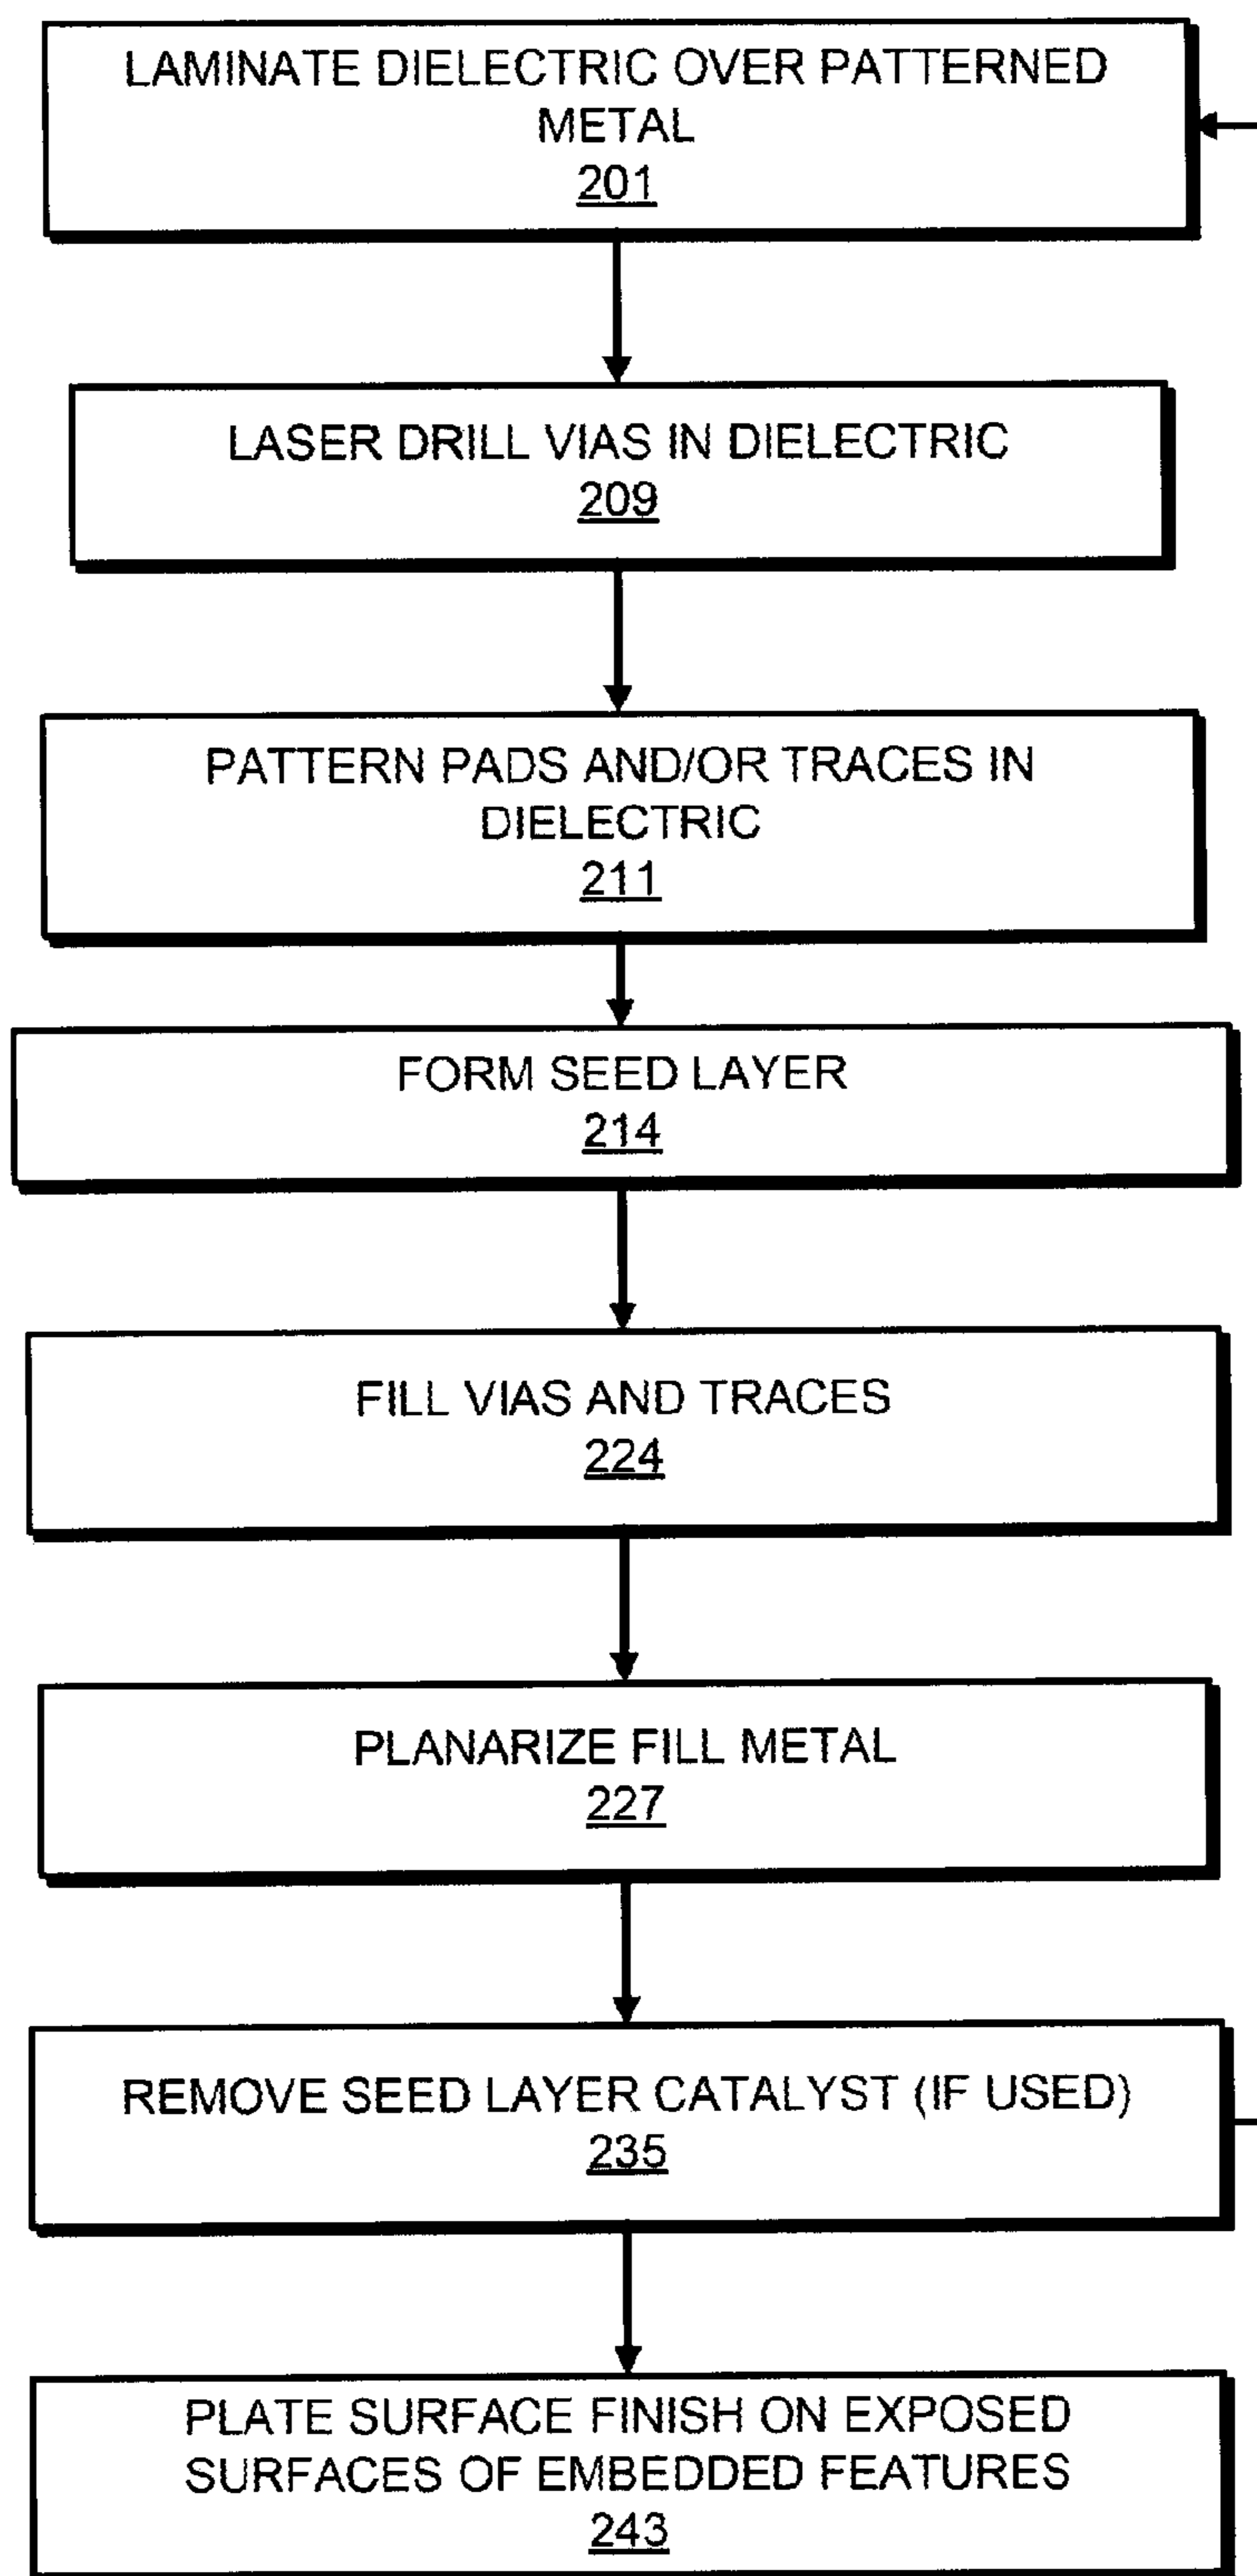 LAMINATE DIELECTRIC OVER PATTERNED
METAL
201
LASER DRILL VIAS IN DIELECTRIC
209
PATTERN PADS AND/OR TRACES IN
DIELECTRIC
211
FORM SEED LAYER
214
FILL VIAS AND TRACES
224
PLANARIZE FILL METAL
227
REMOVE SEED LAYER CATALYST (IF USED)
235
PLATE SURFACE FINISH ON EXPOSED
SURFACES OF EMBEDDED FEATURES
243